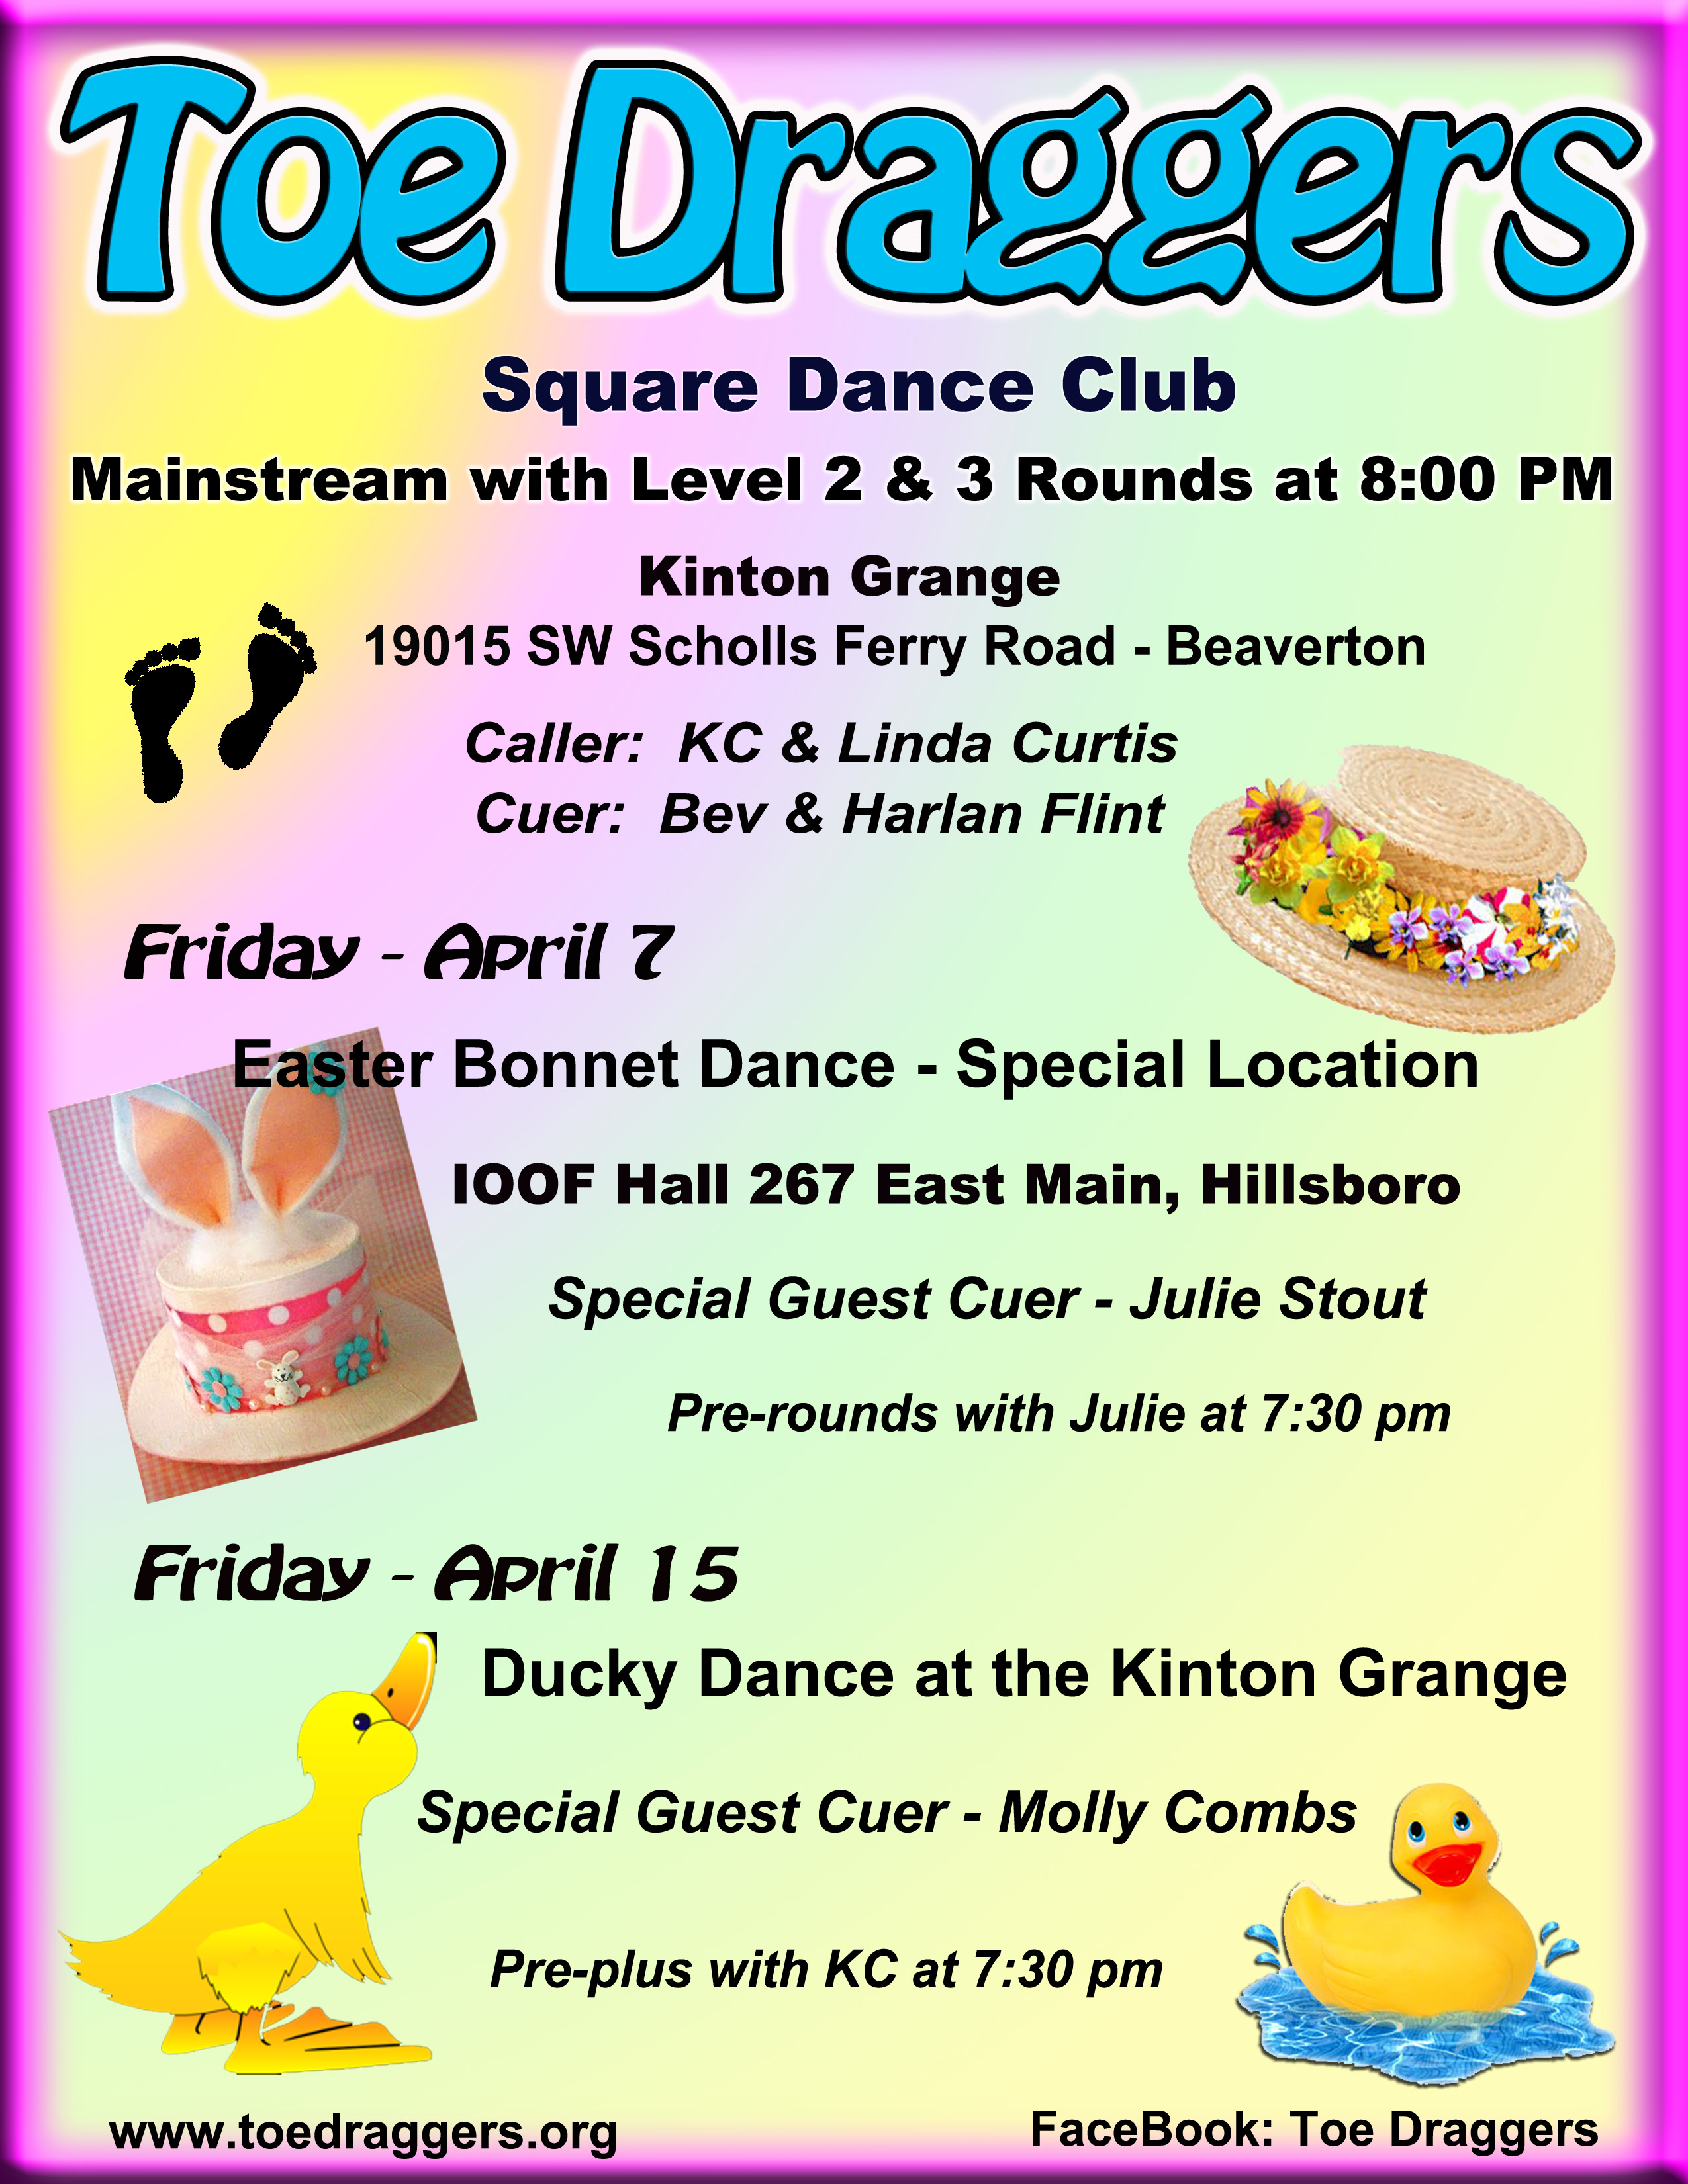 Toe Draggers
Square Dance Club
Mainstream with Level 2 & 3 Rounds at 8:00 PM
Kinton Grange
19015 SW Scholls Ferry Road - Beaverton
Caller: KC & Linda Curtis
Cuer: Bev & Harlan Flint
Friday - April 7
Easter Bonnet Dance - Special Location
IOOF Hall 267 East Main, Hillsboro
Special Guest Cuer - Julie Stout
Pre-rounds with Julie at 7:30 pm
Friday - April 15
Ducky Dance at the Kinton Grange
Special Guest Cuer - Molly Combs
Pre-plus with KC at 7:30 pm
www.toedraggers.org
FaceBook: Toe Draggers